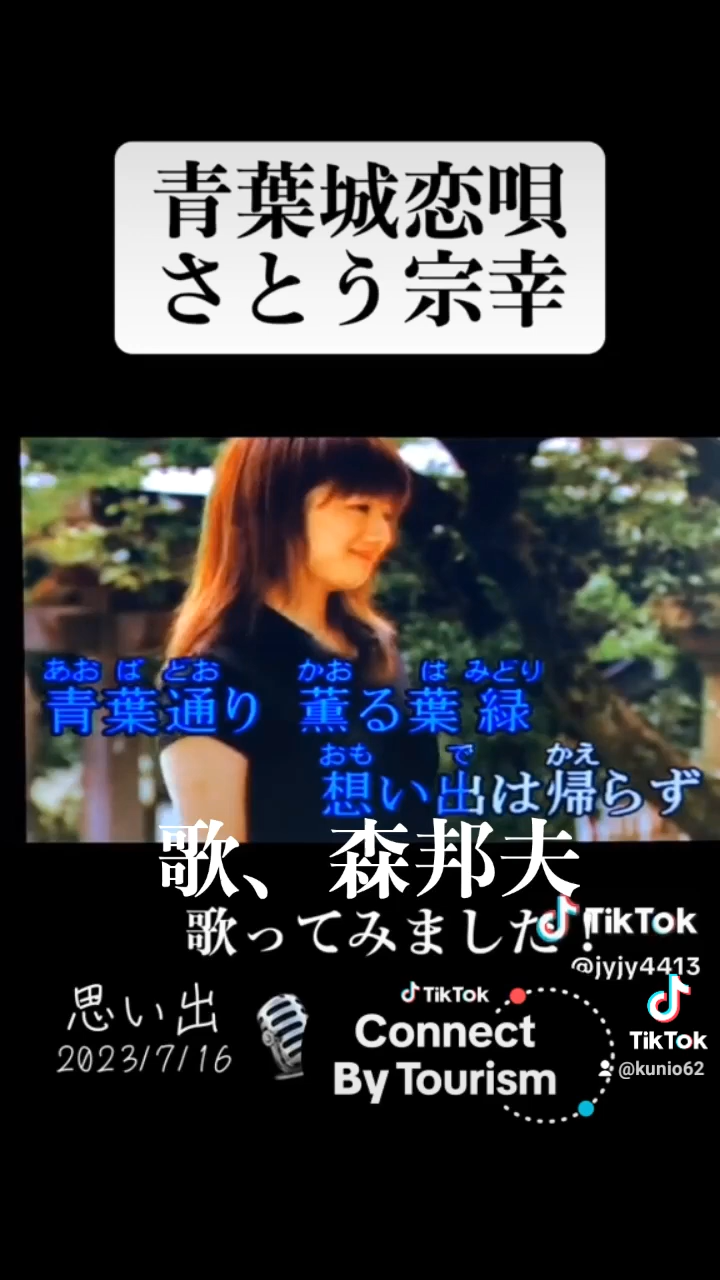 青葉城恋唄
さとう宗幸
あおばどお かお は みどり
青葉通り 薫る葉緑
おも で かえ
想い出は帰らず
歌、森邦夫
歌ってみました!
TikTok
@jyjy4413
思い出
2023/7/16
TikTok
Connect
By Tourism
TikTok
@kunio62